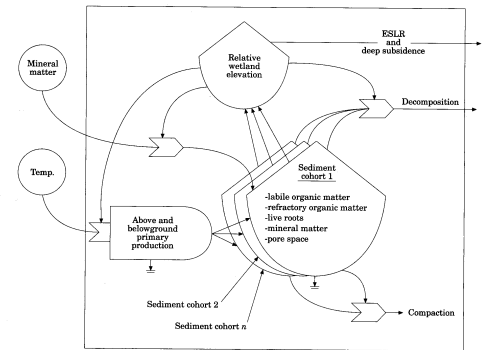 ESLR
and
deep subsidence
Relative
wetland
elevation
Mineral
matter
Decomposition
Temp.
Sediment
cohort 1
-labile organic matter
-refractory organic matter
-live roots
-mineral matter
-pore space
Above and
belowground
primary
production
Sediment cohort 2
Sediment cohort n
Compaction